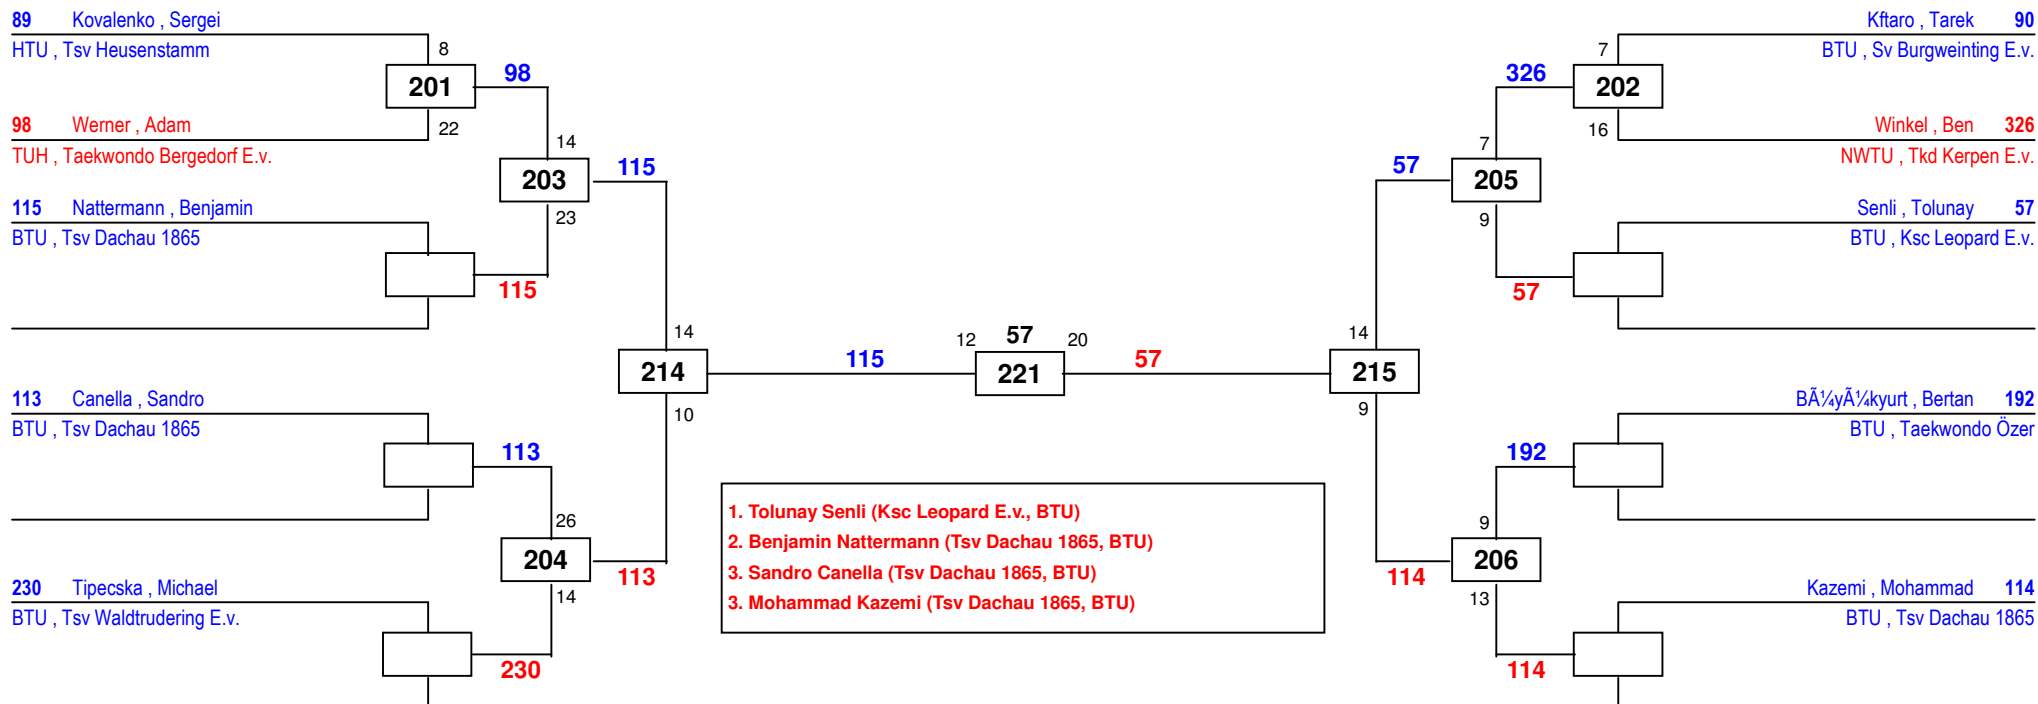 89 Kovalenko , Sergei
HTU , Tsv Heusenstamm
8
201
98
22
98 Werner , Adam
TUH , Taekwondo Bergedorf E.v.
14
203
115
23
115 Nattermann , Benjamin
BTU , Tsv Dachau 1865
115
14
214
115
10
113 Canella , Sandro
BTU , Tsv Dachau 1865
113
26
204
113
14
230 Tipecska , Michael
BTU , Tsv Waldtrudering E.v.
230
12 57 20
221
57
1. Tolunay Senli (Ksc Leopard E.v., BTU)
2. Benjamin Nattermann (Tsv Dachau 1865, BTU)
3. Sandro Canella (Tsv Dachau 1865, BTU)
3. Mohammad Kazemi (Tsv Dachau 1865, BTU)
Kftaro , Tarek 90
BTU , Sv Burgweinting E.v.
7
326
202
16
Winkel , Ben 326
NWTU , Tkd Kerpen E.v.
7
57
205
9
Senli , Tolunay 57
BTU , Ksc Leopard E.v.
57
14
215
9
BÃ¼yÃ¼kyurt , Bertan 192
BTU , Taekwondo Özer
192
9
206
114
13
Kazemi , Mohammad 114
BTU , Tsv Dachau 1865
114